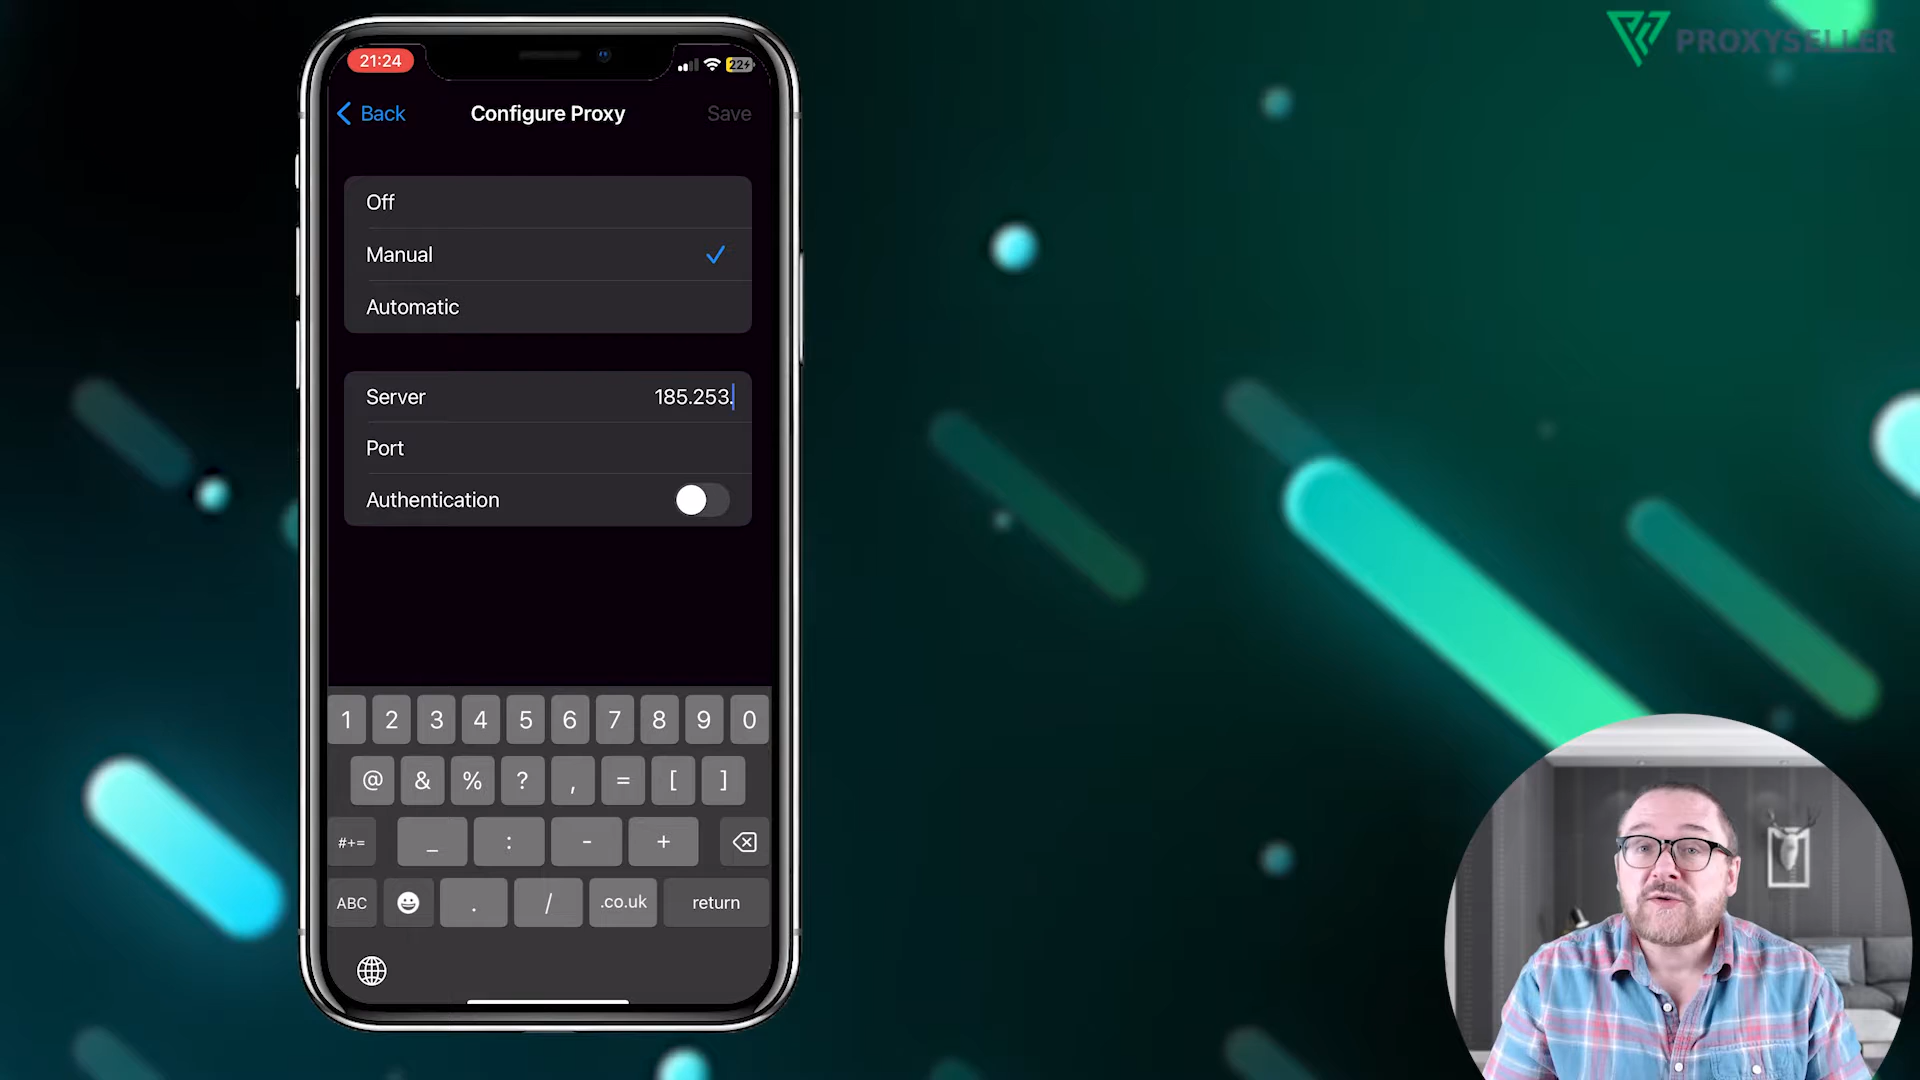 PROXYSELLER
21:24
22
Back
Configure Proxy
Save
Off
Manual
Automatic
Server
185.253.
Port
Authentication
1 2 3 4 5 6 7 8 9 0
@ & % ? , = [ ]
#+= _ : - +
ABC . / .co.uk return